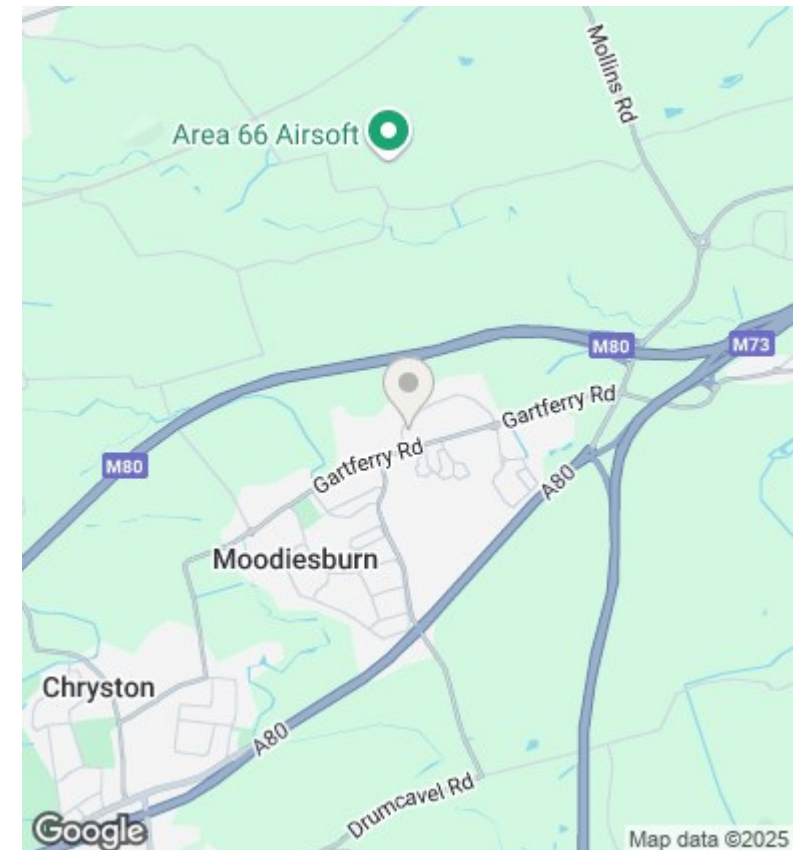 Mollins Rd
Area 66 Airsoft
M80
M73
Gartferry Rd
Gartferry Rd
M80
A80
Moodiesburn
Chryston
A80
Drumcavel Rd
Google
Map data ©2025